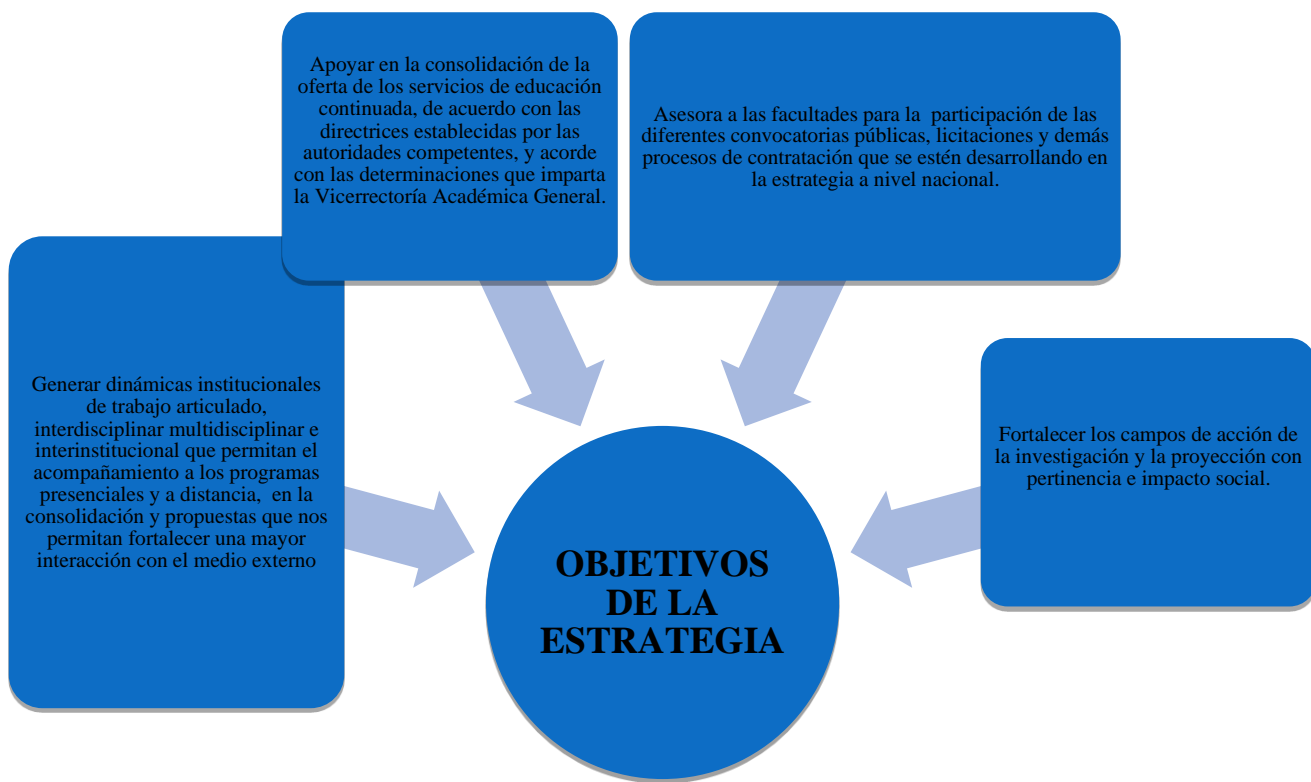 Apoyar en la consolidación de la
oferta de los servicios de educación
continuada, de acuerdo con las
directrices establecidas por las
autoridades competentes, y acorde
con las determinaciones que imparta
la Vicerrectoría Académica General.
Asesora a las facultades para la  participación de las
diferentes convocatorias públicas, licitaciones y demás
procesos de contratación que se estén desarrollando en
la estrategia a nivel nacional.
Generar dinámicas institucionales
de trabajo articulado,
interdisciplinar multidisciplinar e
interinstitucional que permitan el
acompañamiento a los programas
presenciales y a distancia,  en la
consolidación y propuestas que nos
permitan fortalecer una mayor
interacción con el medio externo
Fortalecer los campos de acción de
la investigación y la proyección con
pertinencia e impacto social.
OBJETIVOS
DE LA
ESTRATEGIA